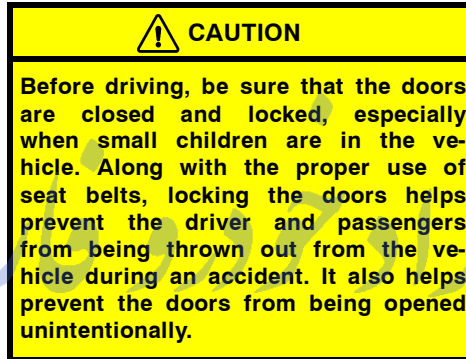 CAUTION
Before driving, be sure that the doors
are closed and locked, especially
when small children are in the ve-
hicle. Along with the proper use of
seat belts, locking the doors helps
prevent the driver and passengers
from being thrown out from the ve-
hicle during an accident. It also helps
prevent the doors from being opened
unintentionally.